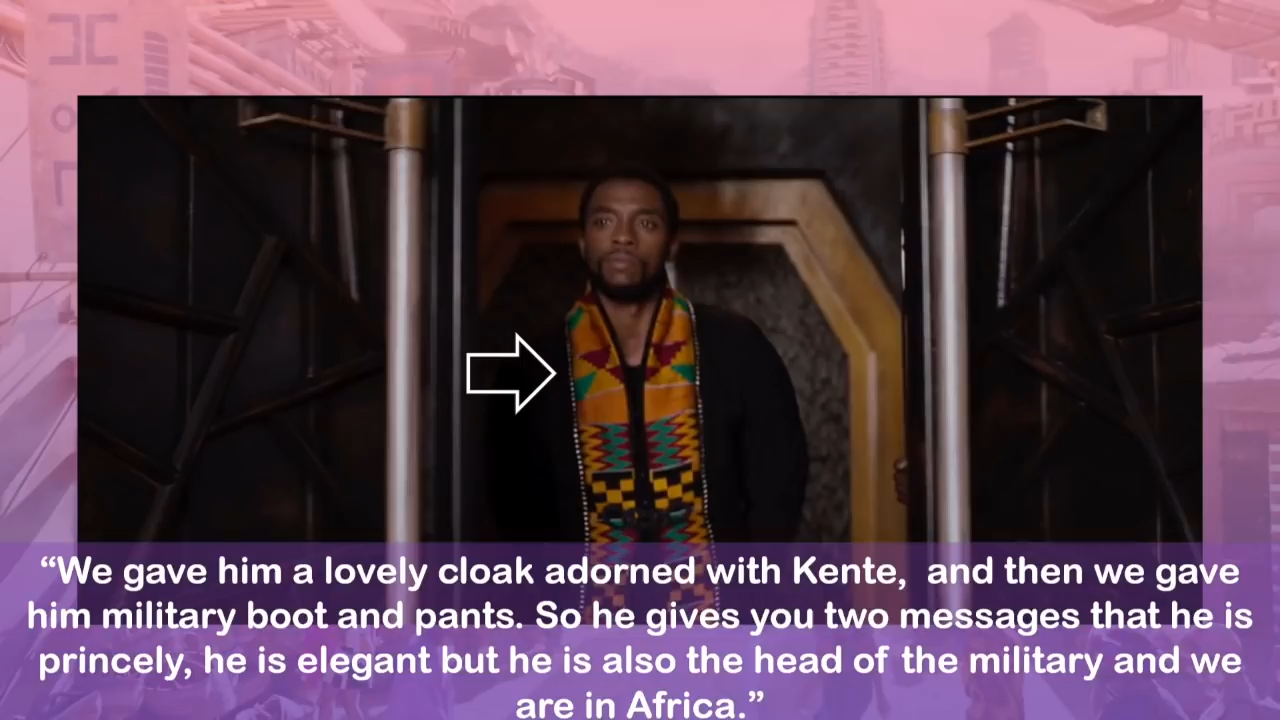 “We gave him a lovely cloak adorned with Kente,  and then we gave
him military boot and pants. So he gives you two messages that he is
princely, he is elegant but he is also the head of the military and we
are in Africa.”